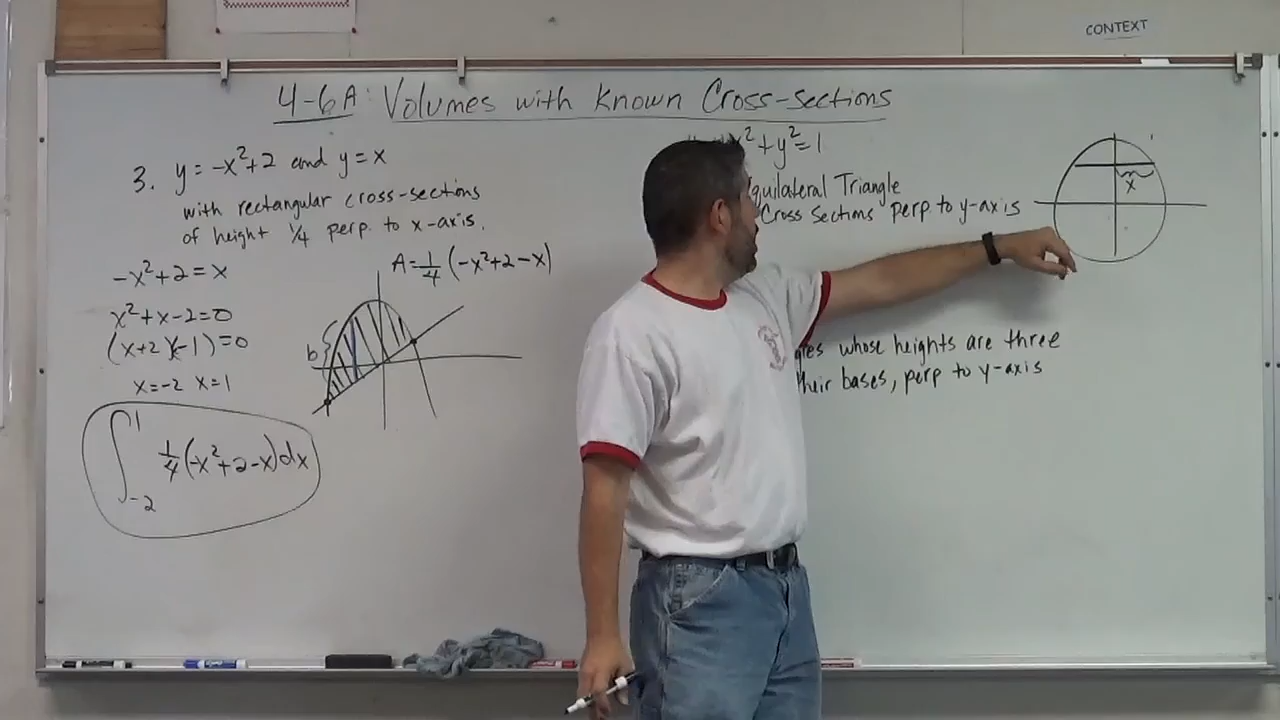 CONTEXT
4-6A: Volumes with Known Cross-sections
3. y = -x²+2 and y = x
with rectangular cross-sections
of height ¼ perp. to x-axis.
-x²+2 = x
x²+x-2=0
(x+2)(x-1)=0
x=-2 x=1
∫₋₂¹ ¼(-x²+2-x)dx
A=¼(-x²+2-x)
b
x²+y²=1
quilateral Triangle
Cross Sections perp. to y-axis
x
whose heights are three
their bases, perp to y-axis